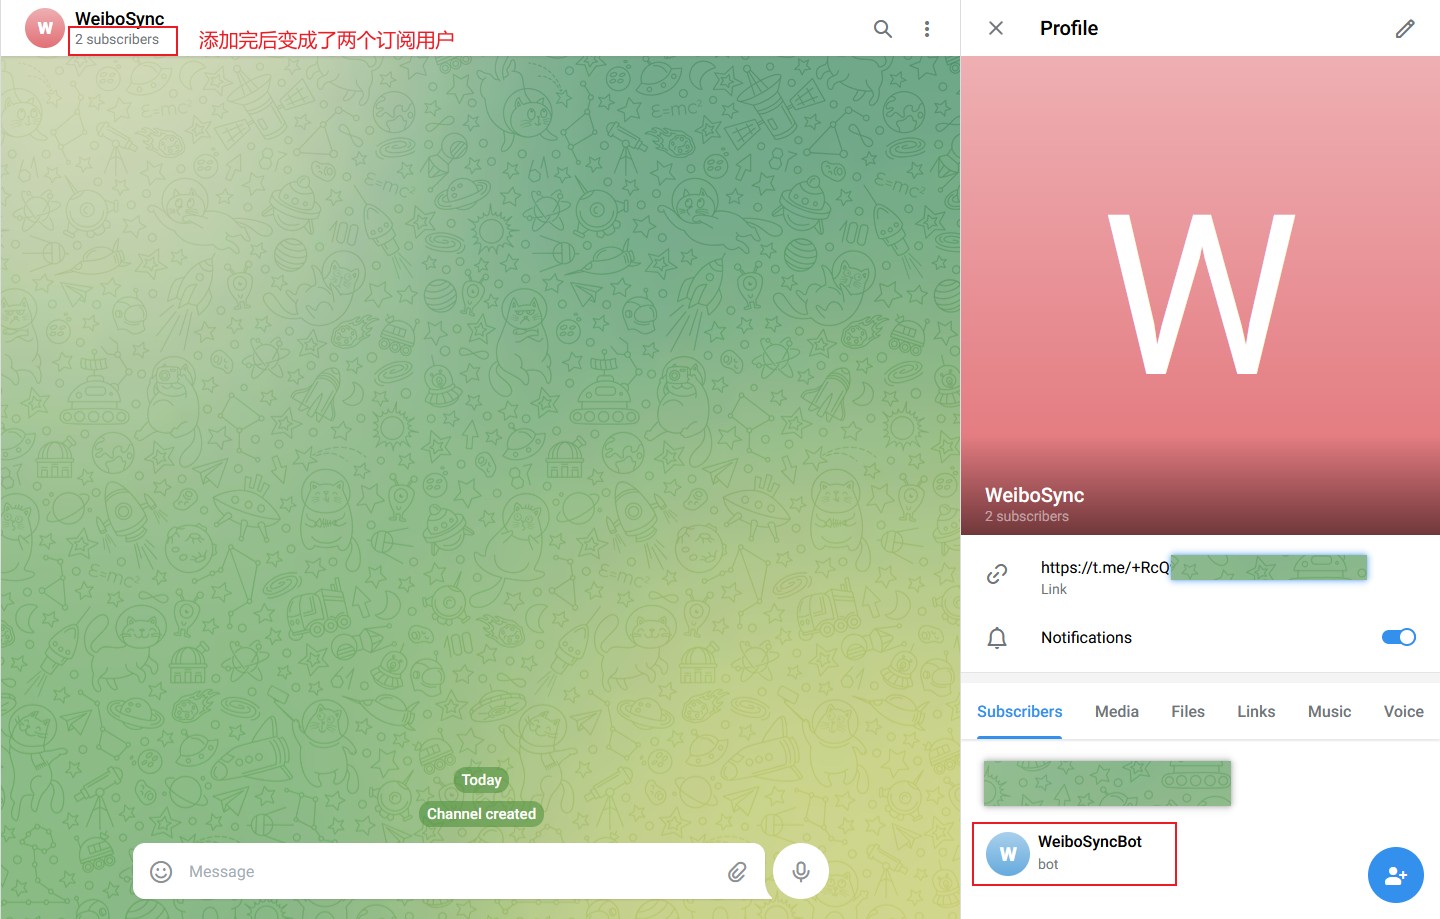 W
WeiboSync
2 subscribers
添加完后变成了两个订阅用户
Today
Channel created
Message
Profile
W
WeiboSync
2 subscribers
https://t.me/+RcQ
Link
Notifications
Subscribers Media Files Links Music Voice
W
WeiboSyncBot
bot